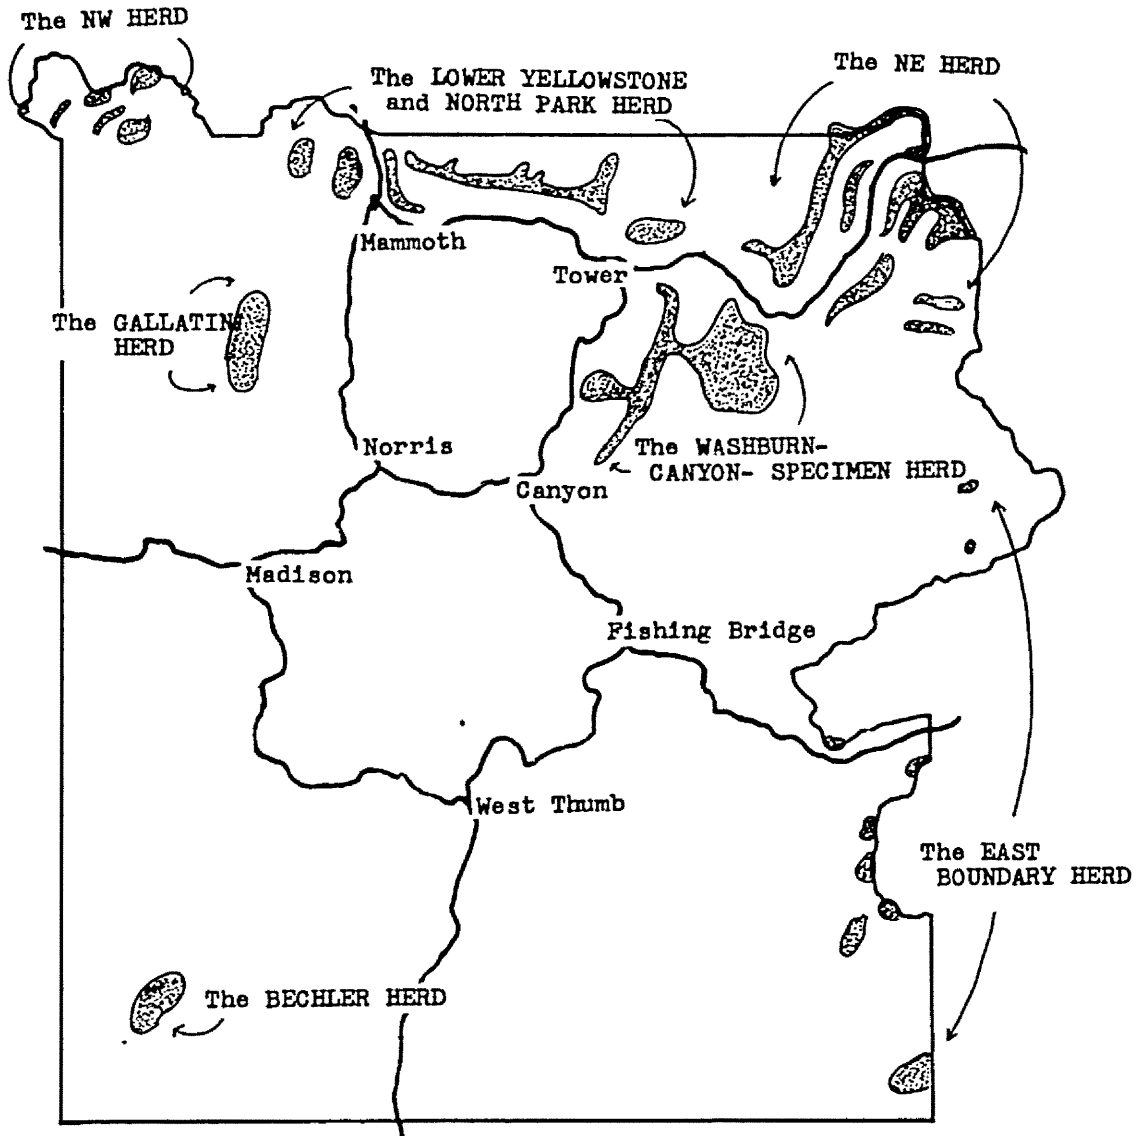 The NW HERD
The LOWER YELLOWSTONE
and NORTH PARK HERD
The NE HERD
Mammoth
Tower
The GALLATIN
HERD
Norris
The WASHBURN-
CANYON- SPECIMEN HERD
Canyon
Madison
Fishing Bridge
West Thumb
The EAST
BOUNDARY HERD
The BECHLER HERD